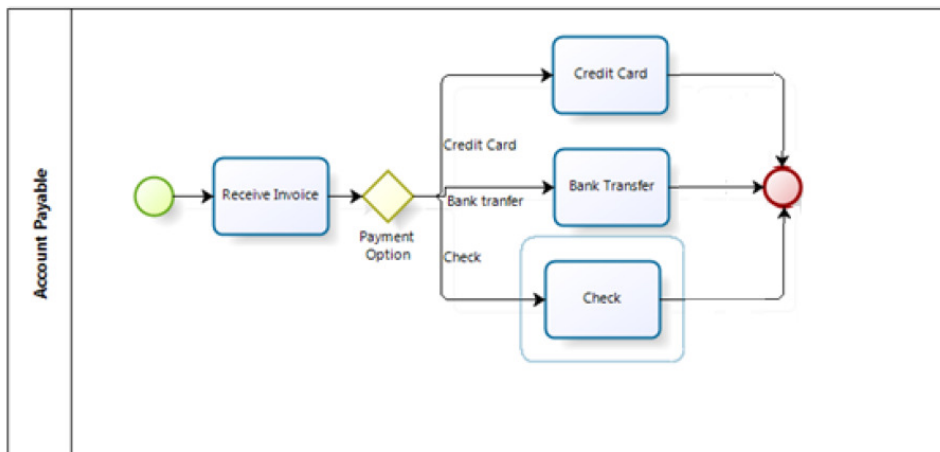 Account Payable
Receive Invoice
Payment
Option
Credit Card
Bank tranfer
Check
Credit Card
Bank Transfer
Check